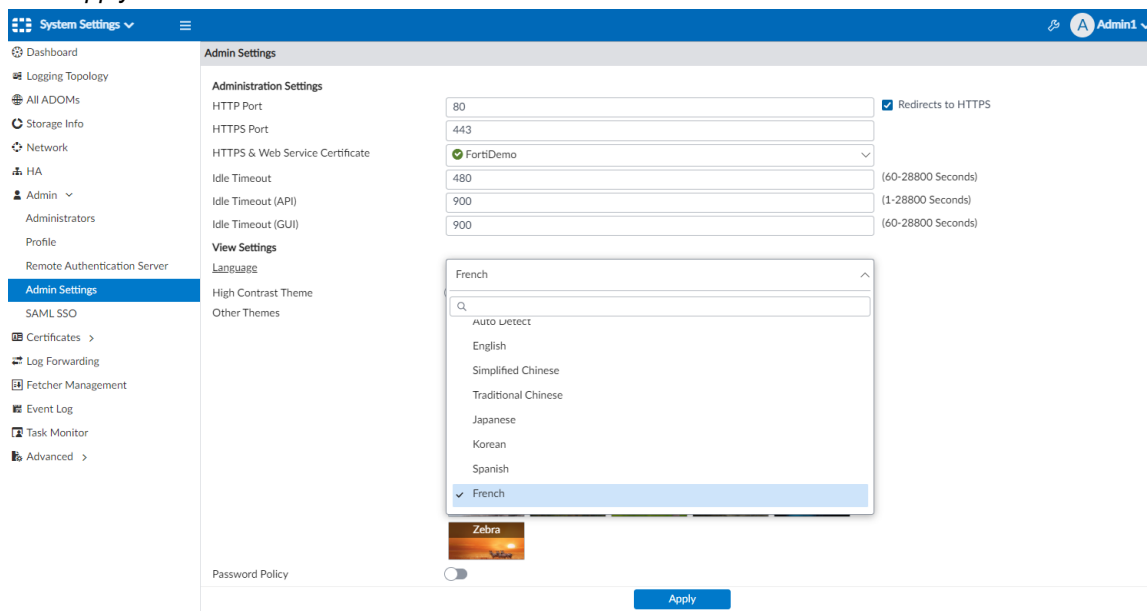 System Settings
Admin1
A
Dashboard
Logging Topology
All ADOMs
Storage Info
Network
HA
Admin
Administrators
Profile
Remote Authentication Server
Admin Settings
SAML SSO
Certificates
Log Forwarding
Fetcher Management
Event Log
Task Monitor
Advanced
Admin Settings
Administration Settings
HTTP Port 80 Redirects to HTTPS
HTTPS Port 443
HTTPS & Web Service Certificate FortiDemo
Idle Timeout 480 (60-28800 Seconds)
Idle Timeout (API) 900 (1-28800 Seconds)
Idle Timeout (GUI) 900 (60-28800 Seconds)
View Settings
Language French
High Contrast Theme
Other Themes
Auto Detect
English
Simplified Chinese
Traditional Chinese
Japanese
Korean
Spanish
French
Zebra
Password Policy
Apply